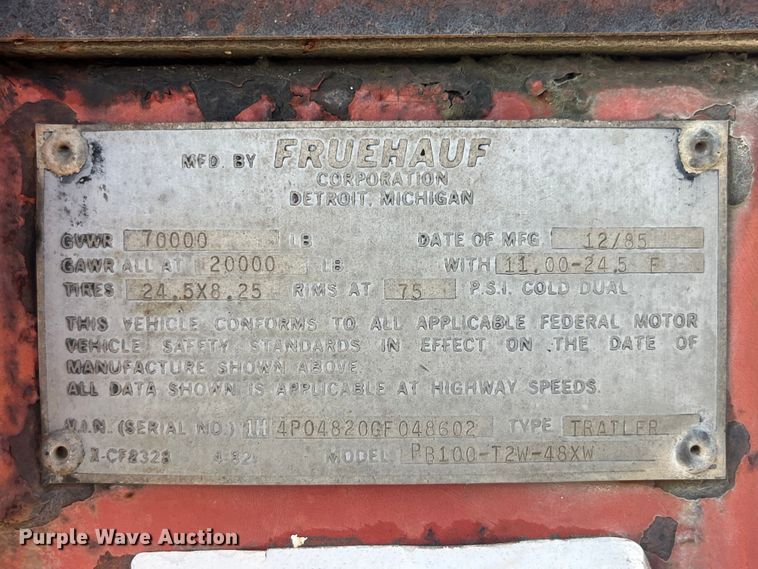 MFD. BY FRUEHAUF
CORPORATION
DETROIT, MICHIGAN
GVWR 70000 LB DATE OF MFG. 12/85
GAWR ALL AT 20000 LB WITH 11.00-24.5 F
TIRES 24.5X8.25 RIMS AT 75 P.S.I. COLD DUAL
THIS VEHICLE CONFORMS TO ALL APPLICABLE FEDERAL MOTOR
VEHICLE SAFETY STANDARDS IN EFFECT ON THE DATE OF
MANUFACTURE SHOWN ABOVE.
ALL DATA SHOWN IS APPLICABLE AT HIGHWAY SPEEDS.
V.I.N. (SERIAL NO.) 1H4P04820GF048602 TYPE TRAILER
X-CF2328 4-82 MODEL PB100-T2W-48XW
Purple Wave Auction